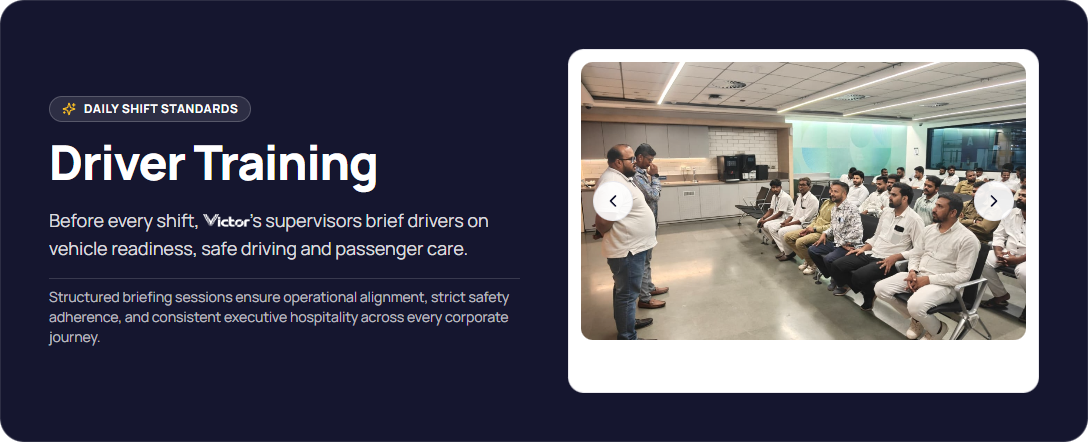 DAILY SHIFT STANDARDS
Driver Training
Before every shift, Victor's supervisors brief drivers on
vehicle readiness, safe driving and passenger care.
Structured briefing sessions ensure operational alignment, strict safety
adherence, and consistent executive hospitality across every corporate
journey.